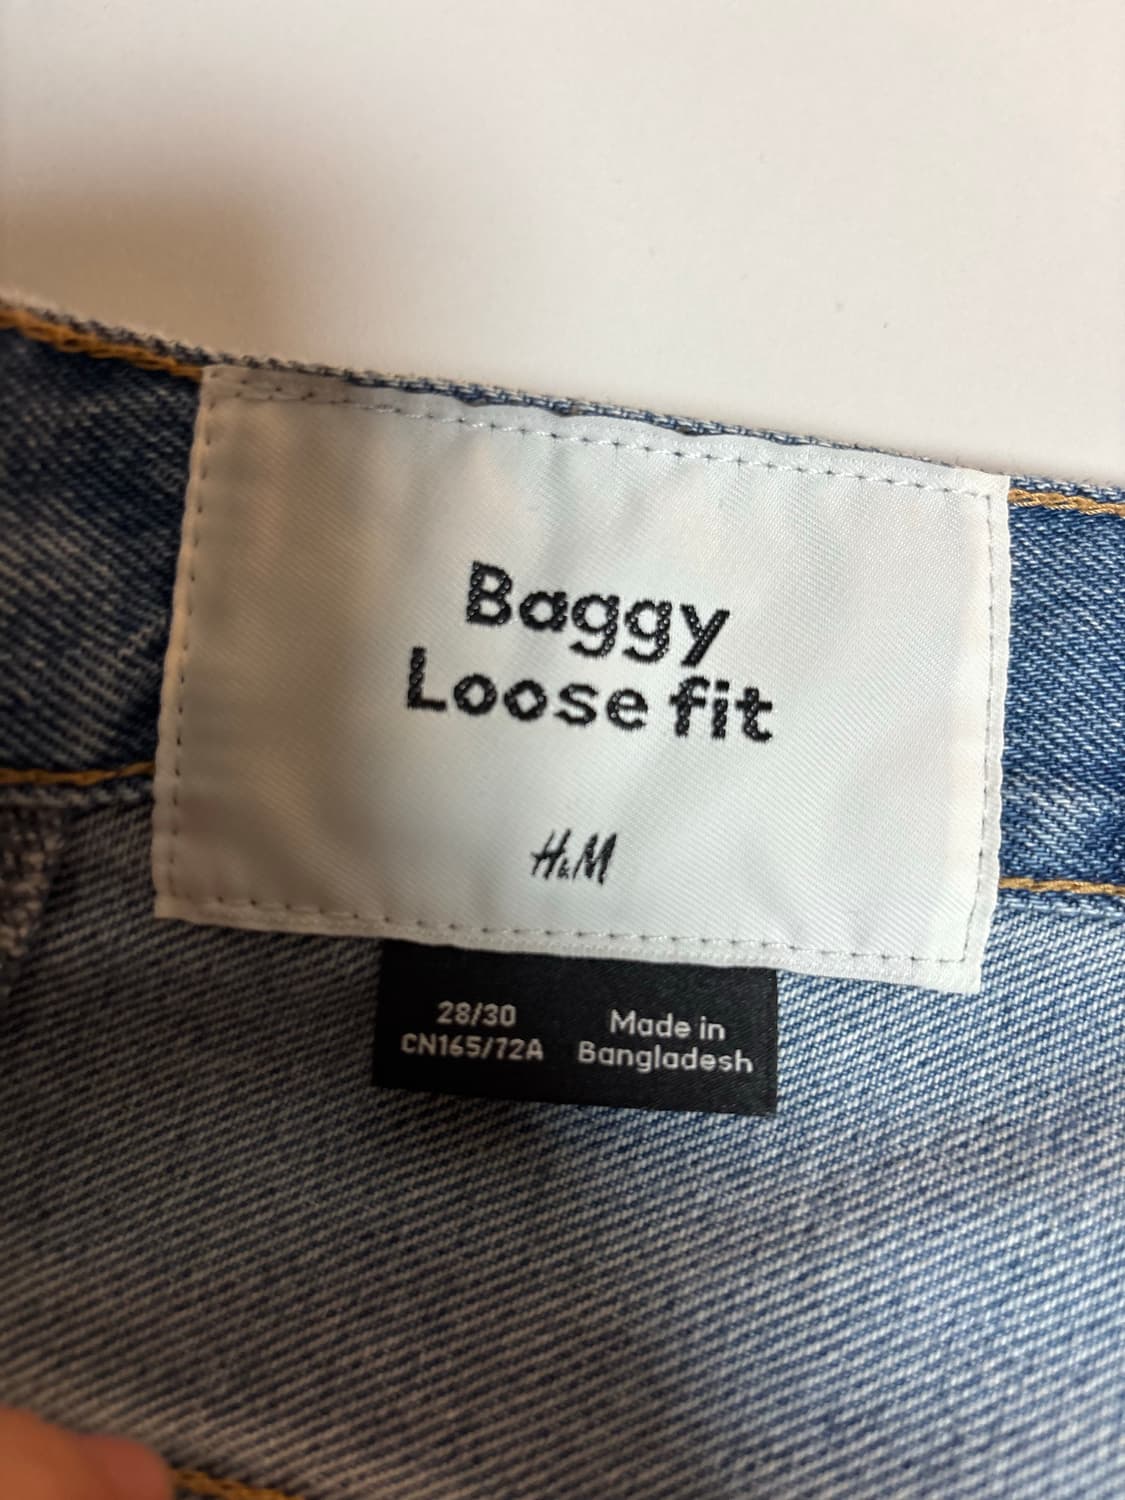 Baggy
Loose fit
H&M
28/30
CN165/72A
Made in
Bangladesh